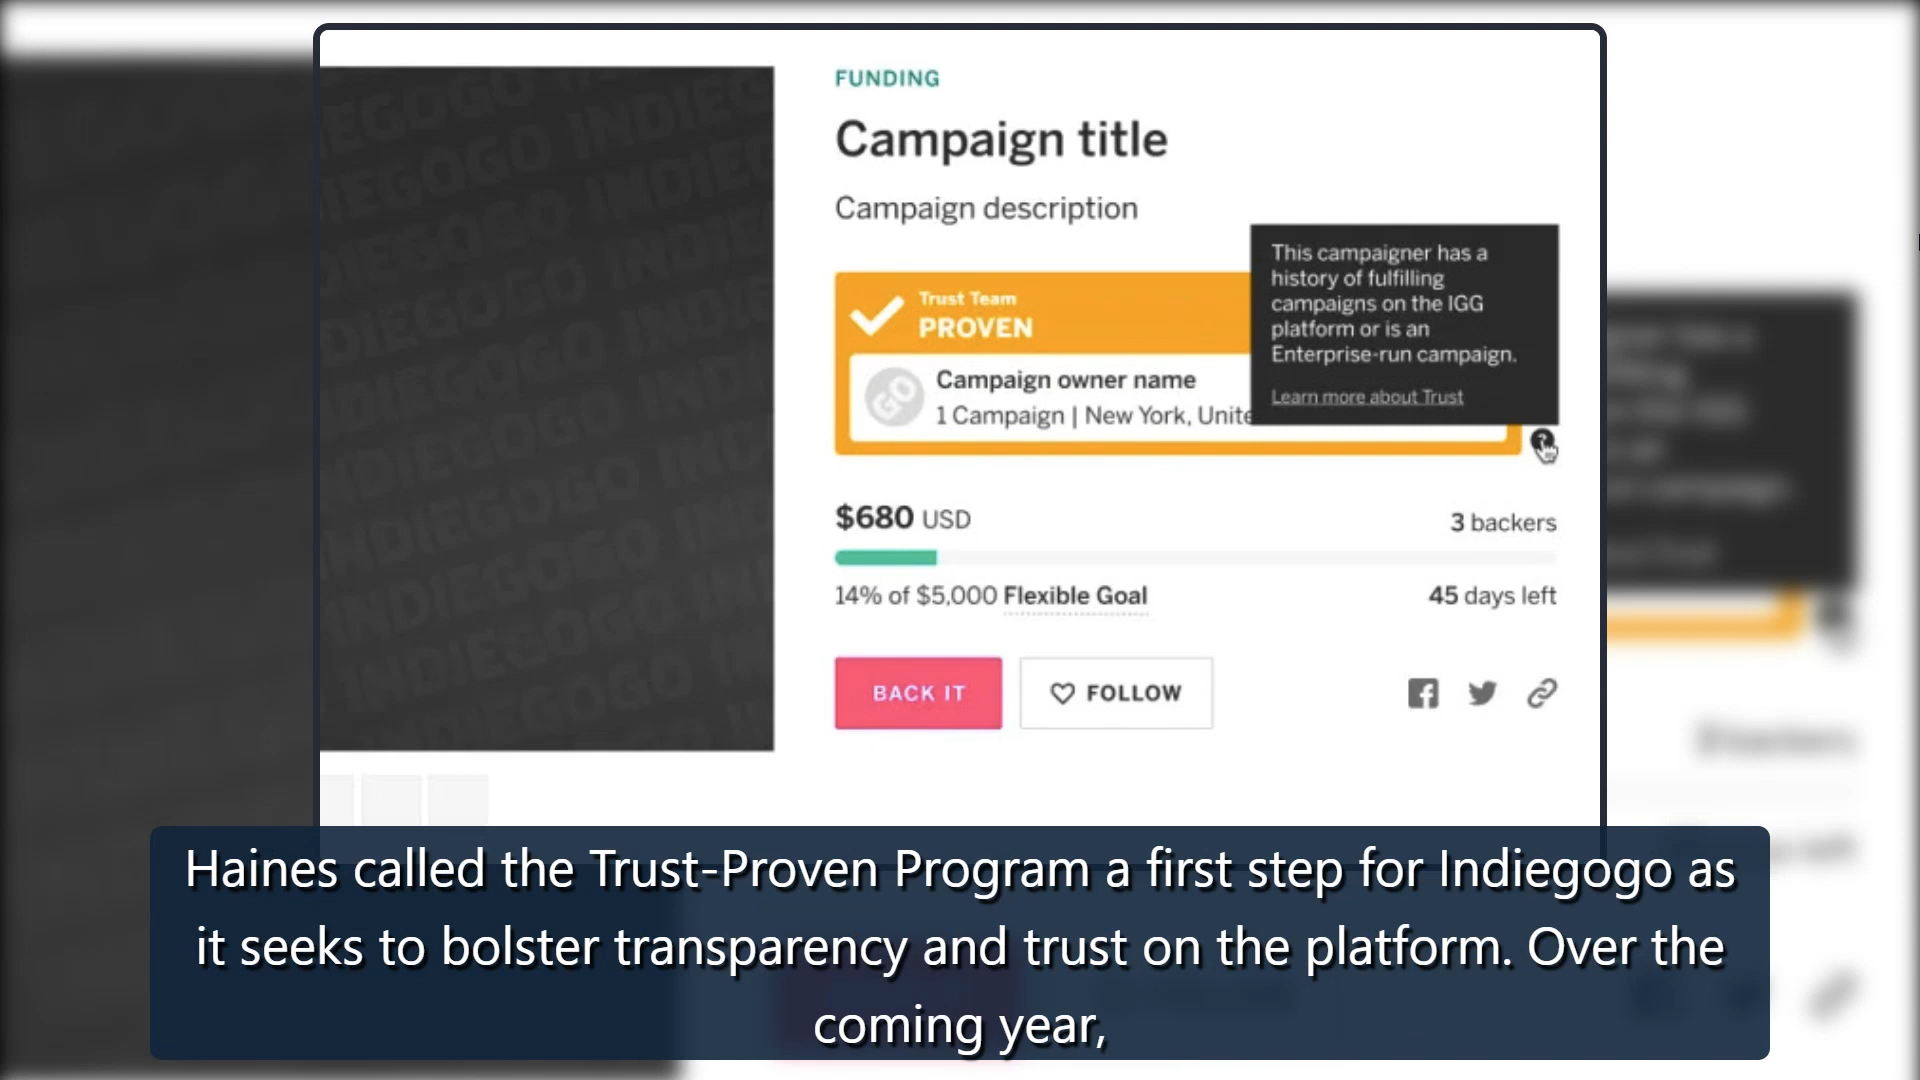 FUNDING
Campaign title
Campaign description
Trust Team
PROVEN
GO
Campaign owner name
1 Campaign | New York, Unite
This campaigner has a
history of fulfilling
campaigns on the IGG
platform or is an
Enterprise-run campaign.
Learn more about Trust
?
$680 USD
3 backers
14% of $5,000 Flexible Goal
45 days left
BACK IT
FOLLOW
INDIEGOGO INDIEGOGO
Haines called the Trust-Proven Program a first step for Indiegogo as
it seeks to bolster transparency and trust on the platform. Over the
coming year,